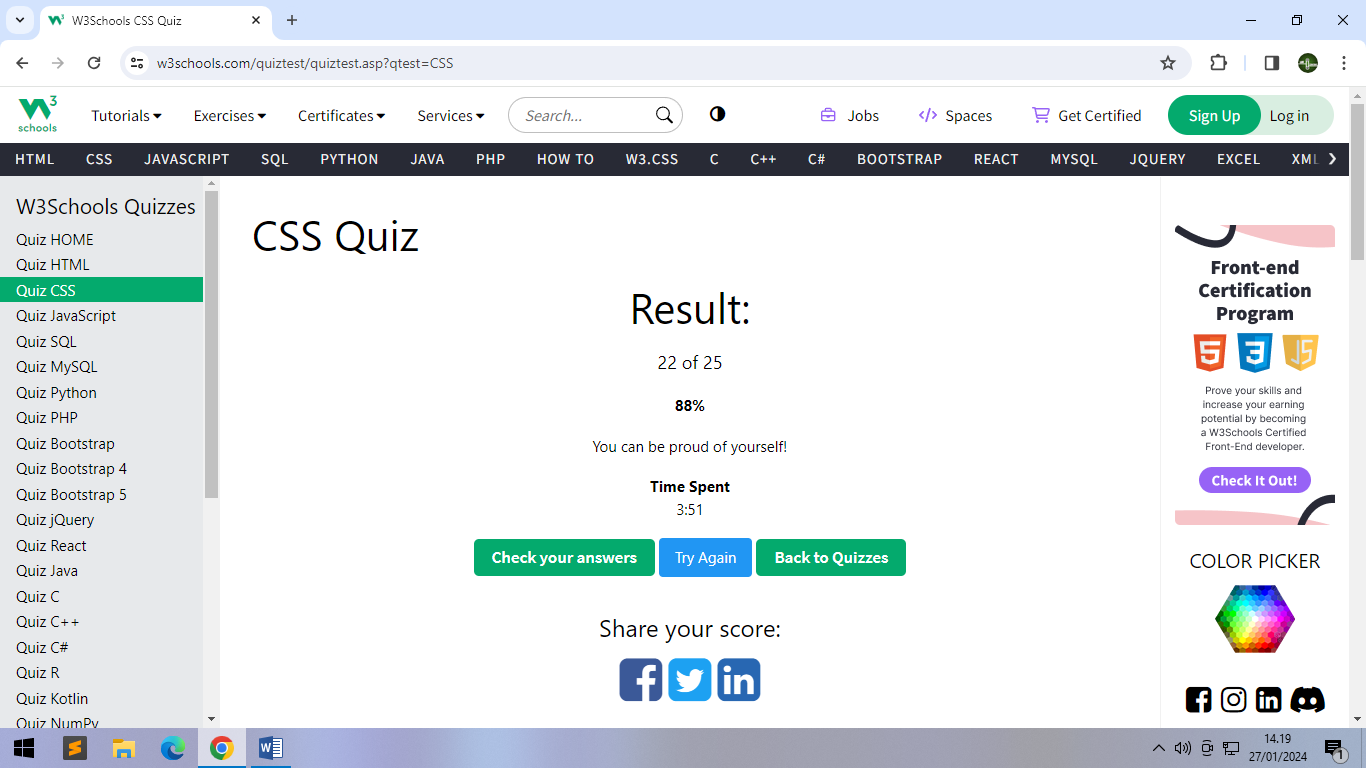 W3Schools CSS Quiz
w3schools.com/quiztest/quiztest.asp?qtest=CSS
W3 schools
Tutorials Exercises Certificates Services Search... Jobs Spaces Get Certified Sign Up Log in
HTML CSS JAVASCRIPT SQL PYTHON JAVA PHP HOW TO W3.CSS C C++ C# BOOTSTRAP REACT MYSQL JQUERY EXCEL XML
W3Schools Quizzes
Quiz HOME
Quiz HTML
Quiz CSS
Quiz JavaScript
Quiz SQL
Quiz MySQL
Quiz Python
Quiz PHP
Quiz Bootstrap
Quiz Bootstrap 4
Quiz Bootstrap 5
Quiz jQuery
Quiz React
Quiz Java
Quiz C
Quiz C++
Quiz C#
Quiz R
Quiz Kotlin
Quiz NumPy
CSS Quiz
Result:
22 of 25
88%
You can be proud of yourself!
Time Spent
3:51
Check your answers Try Again Back to Quizzes
Share your score:
Front-end
Certification
Program
5 3 JS
Prove your skills and
increase your earning
potential by becoming
a W3Schools Certified
Front-End developer.
Check It Out!
COLOR PICKER
14.19
27/01/2024
1